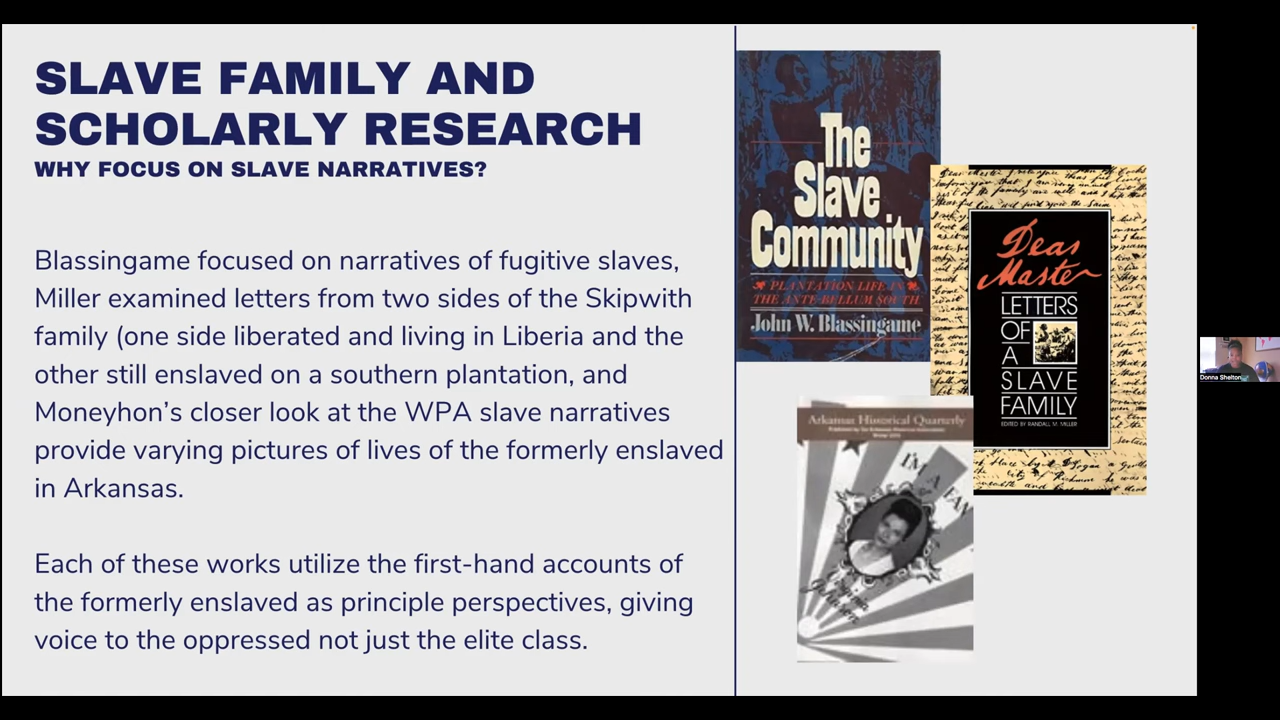 SLAVE FAMILY AND
SCHOLARLY RESEARCH
WHY FOCUS ON SLAVE NARRATIVES?
Blassingame focused on narratives of fugitive slaves,
Miller examined letters from two sides of the Skipwith
family (one side liberated and living in Liberia and the
other still enslaved on a southern plantation, and
Moneyhon's closer look at the WPA slave narratives
provide varying pictures of lives of the formerly enslaved
in Arkansas.
Each of these works utilize the first-hand accounts of
the formerly enslaved as principle perspectives, giving
voice to the oppressed not just the elite class.
The
Slave
Community
PLANTATION LIFE IN
THE ANTE-BELLUM SOUTH
John W. Blassingame
Dear
Master
LETTERS
OF
A
SLAVE
FAMILY
EDITED BY RANDALL M. MILLER
Arkansas Historical Quarterly
I'M A FAN
Donna Shelton